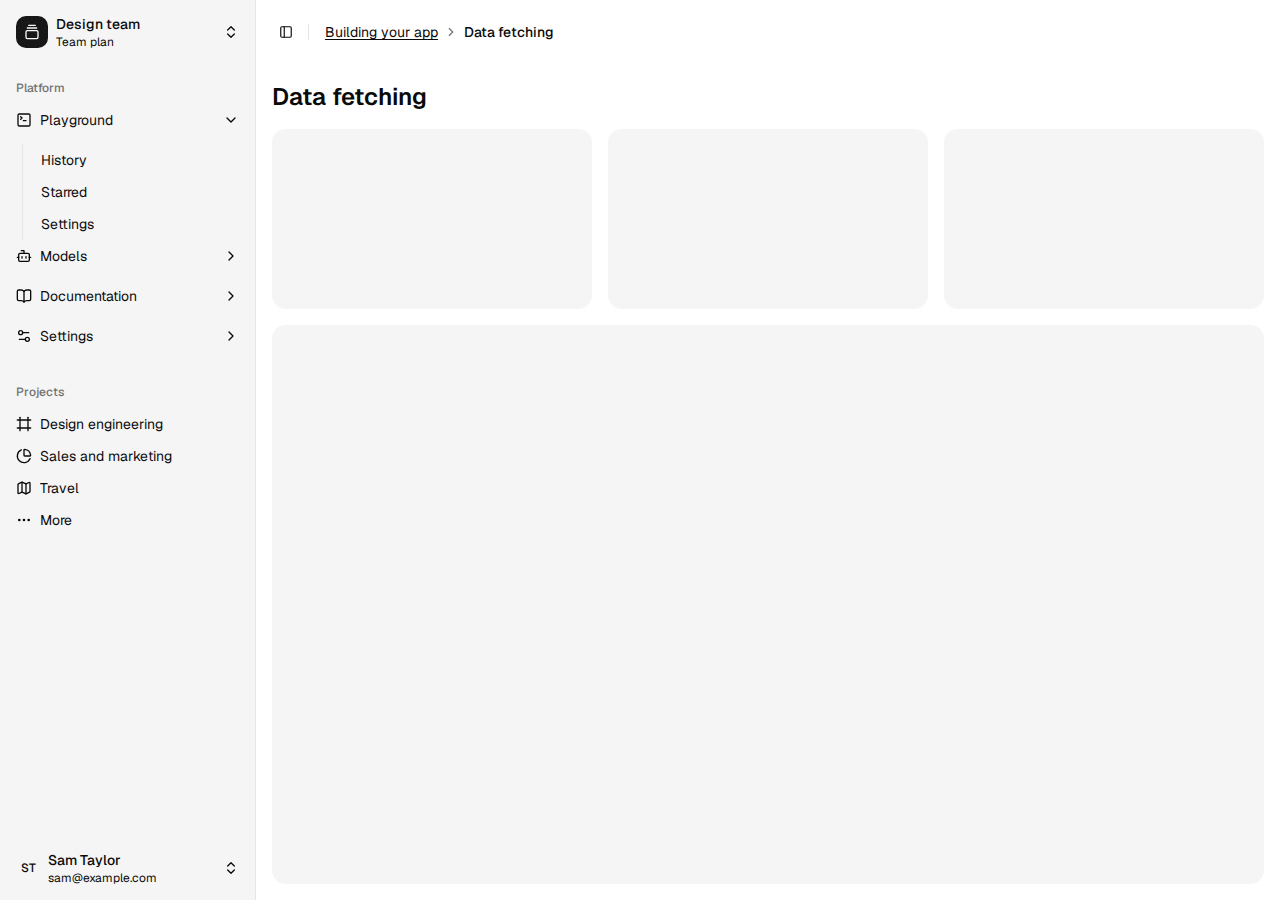 Design team
Team plan
Platform
Playground
History
Starred
Settings
Models
Documentation
Settings
Projects
Design engineering
Sales and marketing
Travel
More
ST
Sam Taylor
sam@example.com
Building your app
Data fetching
Data fetching